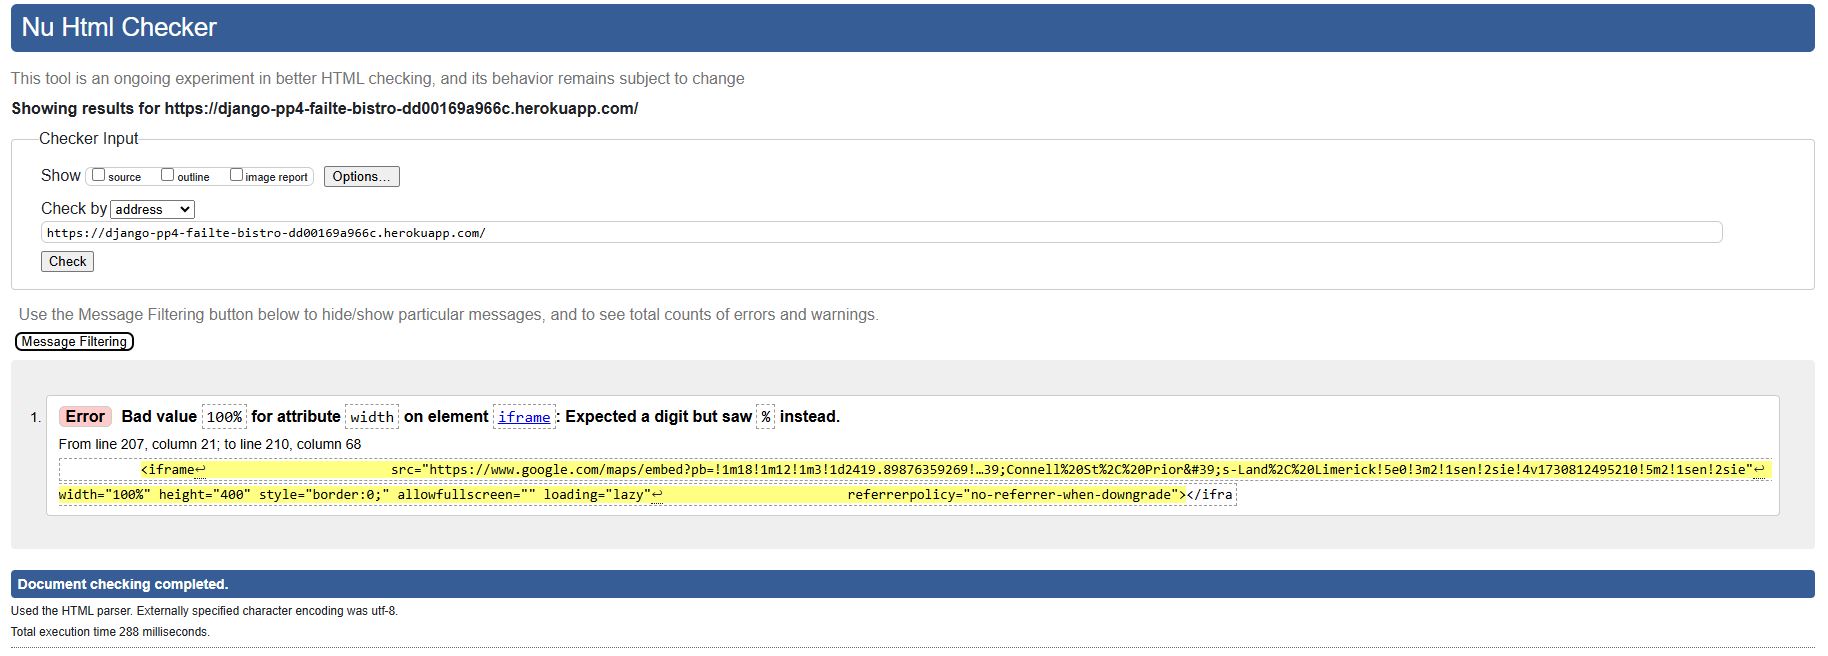 Nu Html Checker
This tool is an ongoing experiment in better HTML checking, and its behavior remains subject to change
Showing results for https://django-pp4-failte-bistro-dd00169a966c.herokuapp.com/
Checker Input
Show source outline image report Options...
Check by address
https://django-pp4-failte-bistro-dd00169a966c.herokuapp.com/
Check
Use the Message Filtering button below to hide/show particular messages, and to see total counts of errors and warnings.
Message Filtering
1. Error Bad value 100% for attribute width on element iframe: Expected a digit but saw % instead.
From line 207, column 21; to line 210, column 68
<iframe↩ src="https://www.google.com/maps/embed?pb=!1m18!1m12!1m3!1d2419.89876359269!…39;Connell%20St%2C%20Prior&#39;s-Land%2C%20Limerick!5e0!3m2!1sen!2sie!4v1730812495210!5m2!1sen!2sie"↩
width="100%" height="400" style="border:0;" allowfullscreen="" loading="lazy"↩ referrerpolicy="no-referrer-when-downgrade"></ifra
Document checking completed.
Used the HTML parser. Externally specified character encoding was utf-8.
Total execution time 288 milliseconds.